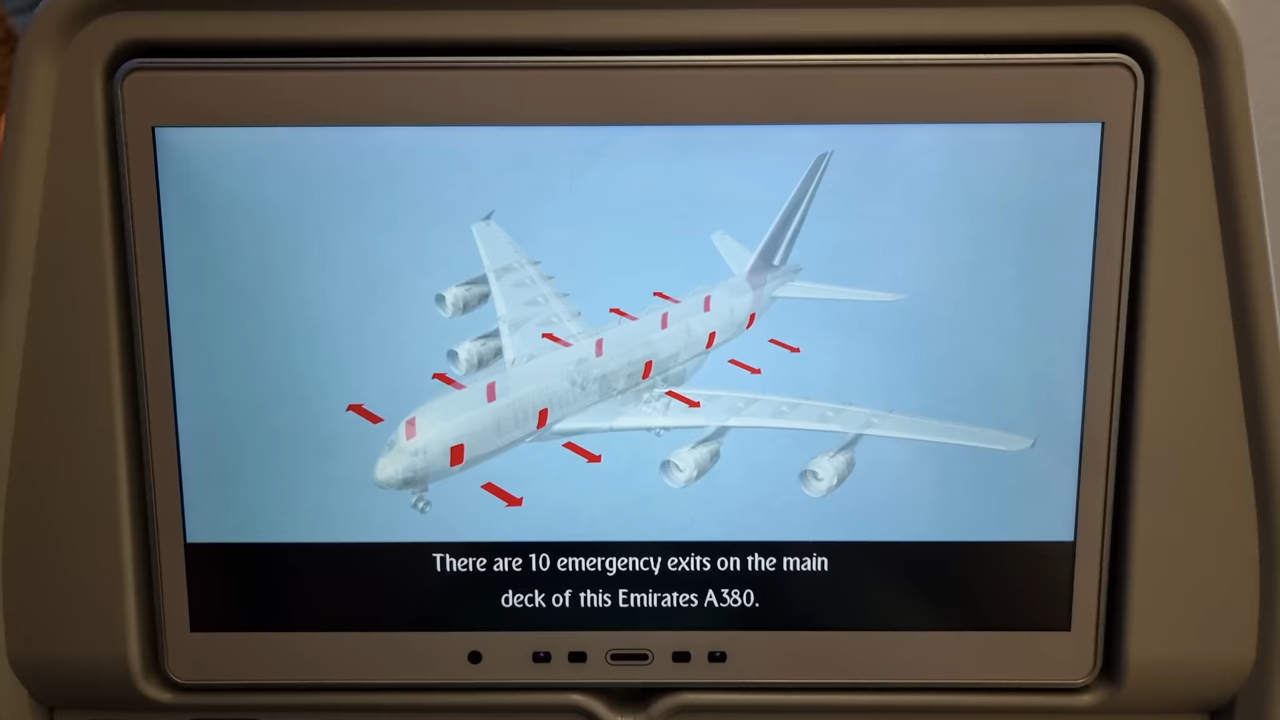 There are 10 emergency exits on the main
deck of this Emirates A380.